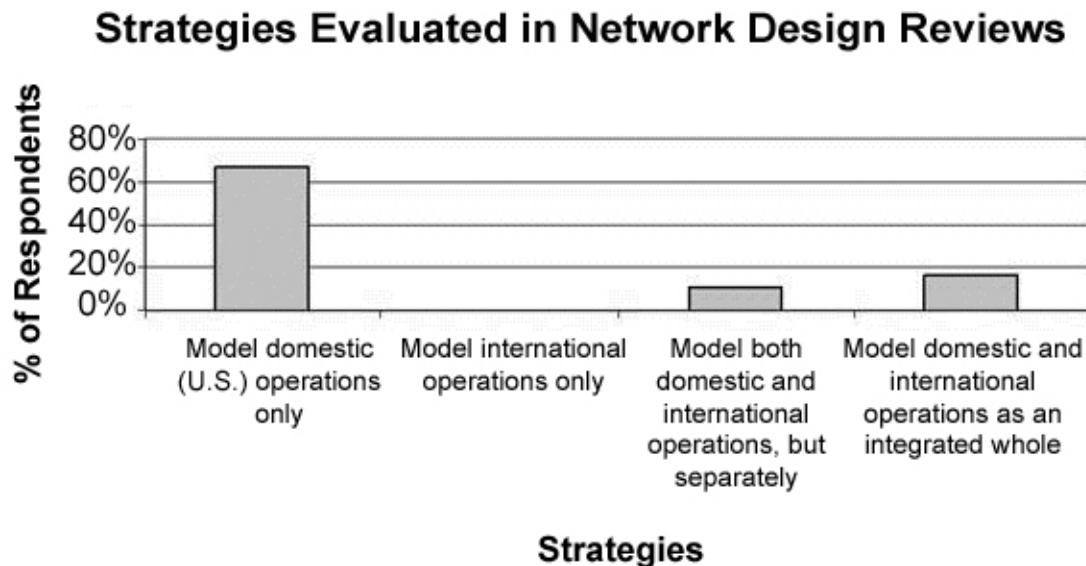 Strategies Evaluated in Network Design Reviews
% of Respondents
80%
60%
40%
20%
0%
Model domestic
(U.S.) operations
only
Model international
operations only
Model both
domestic and
international
operations, but
separately
Model domestic and
international
operations as an
integrated whole
Strategies